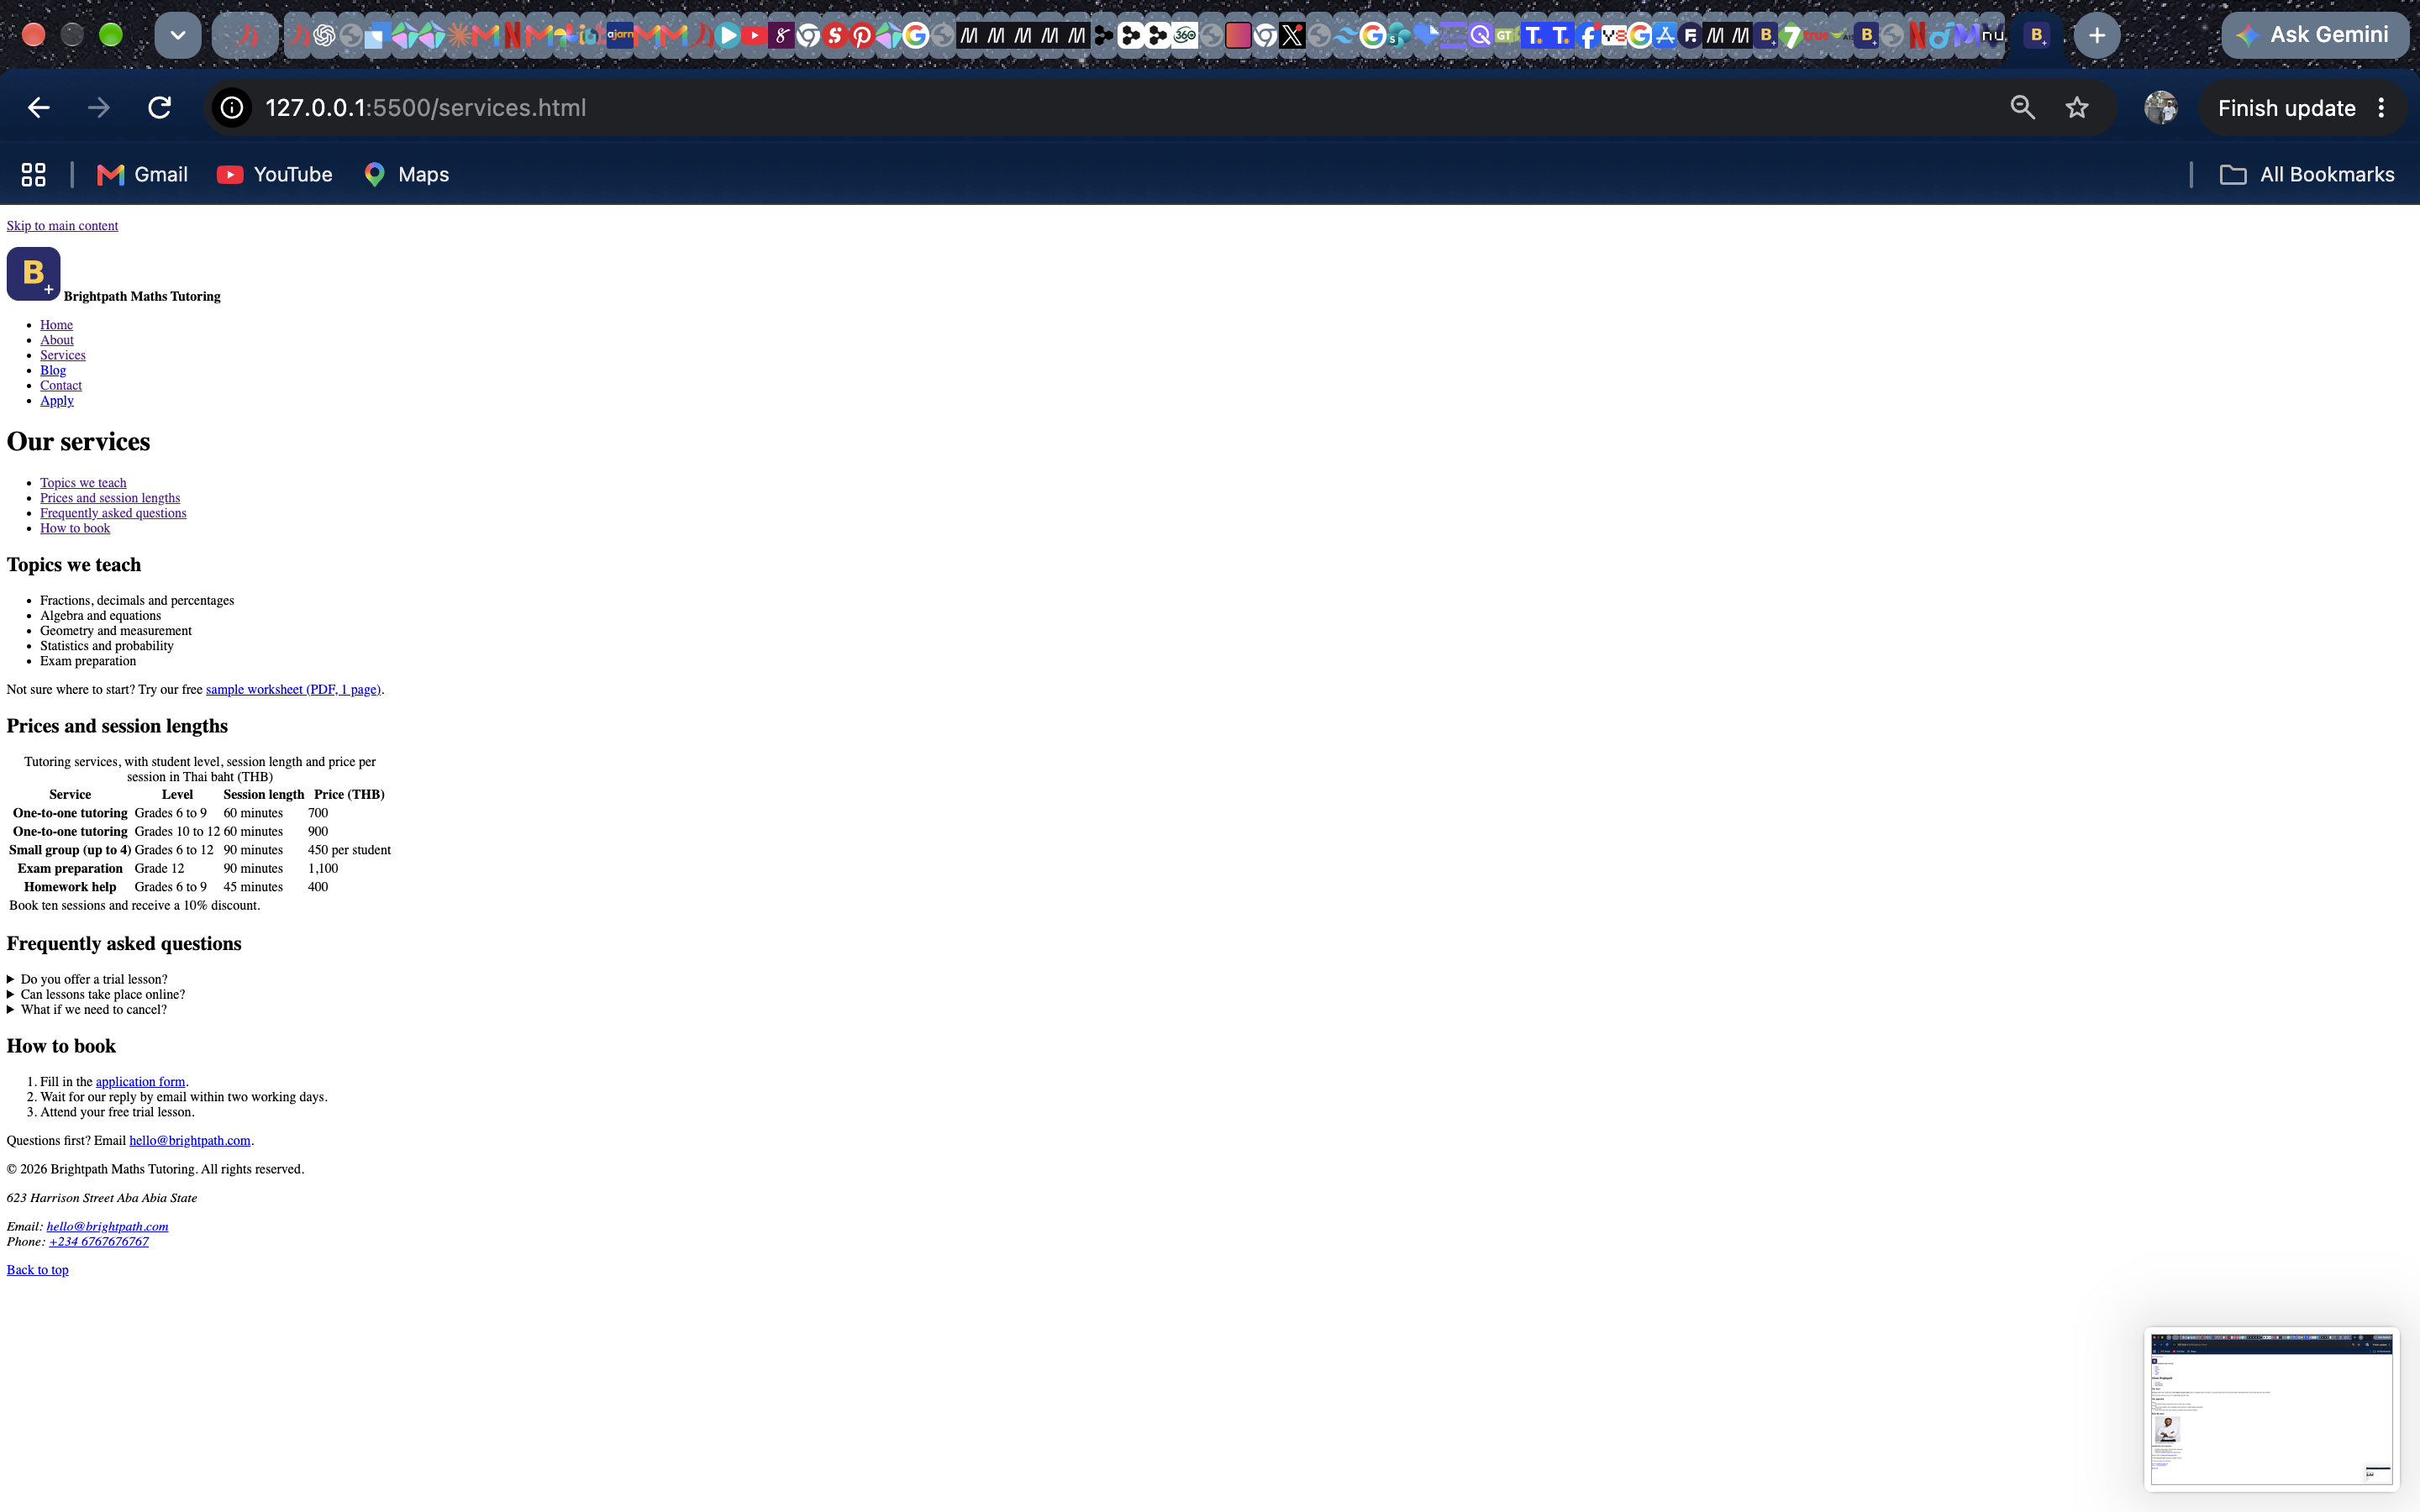 Ask Gemini
127.0.0.1:5500/services.html
Finish update
Gmail
YouTube
Maps
All Bookmarks
Skip to main content
B+
Brightpath Maths Tutoring
Home
About
Services
Blog
Contact
Apply
Our services
Topics we teach
Prices and session lengths
Frequently asked questions
How to book
Topics we teach
Fractions, decimals and percentages
Algebra and equations
Geometry and measurement
Statistics and probability
Exam preparation
Not sure where to start? Try our free sample worksheet (PDF, 1 page).
Prices and session lengths
Tutoring services, with student level, session length and price per
session in Thai baht (THB)
Service Level Session length Price (THB)
One-to-one tutoring Grades 6 to 9 60 minutes 700
One-to-one tutoring Grades 10 to 12 60 minutes 900
Small group (up to 4) Grades 6 to 12 90 minutes 450 per student
Exam preparation Grade 12 90 minutes 1,100
Homework help Grades 6 to 9 45 minutes 400
Book ten sessions and receive a 10% discount.
Frequently asked questions
Do you offer a trial lesson?
Can lessons take place online?
What if we need to cancel?
How to book
1. Fill in the application form.
2. Wait for our reply by email within two working days.
3. Attend your free trial lesson.
Questions first? Email hello@brightpath.com.
© 2026 Brightpath Maths Tutoring. All rights reserved.
623 Harrison Street Aba Abia State
Email: hello@brightpath.com
Phone: +234 6767676767
Back to top